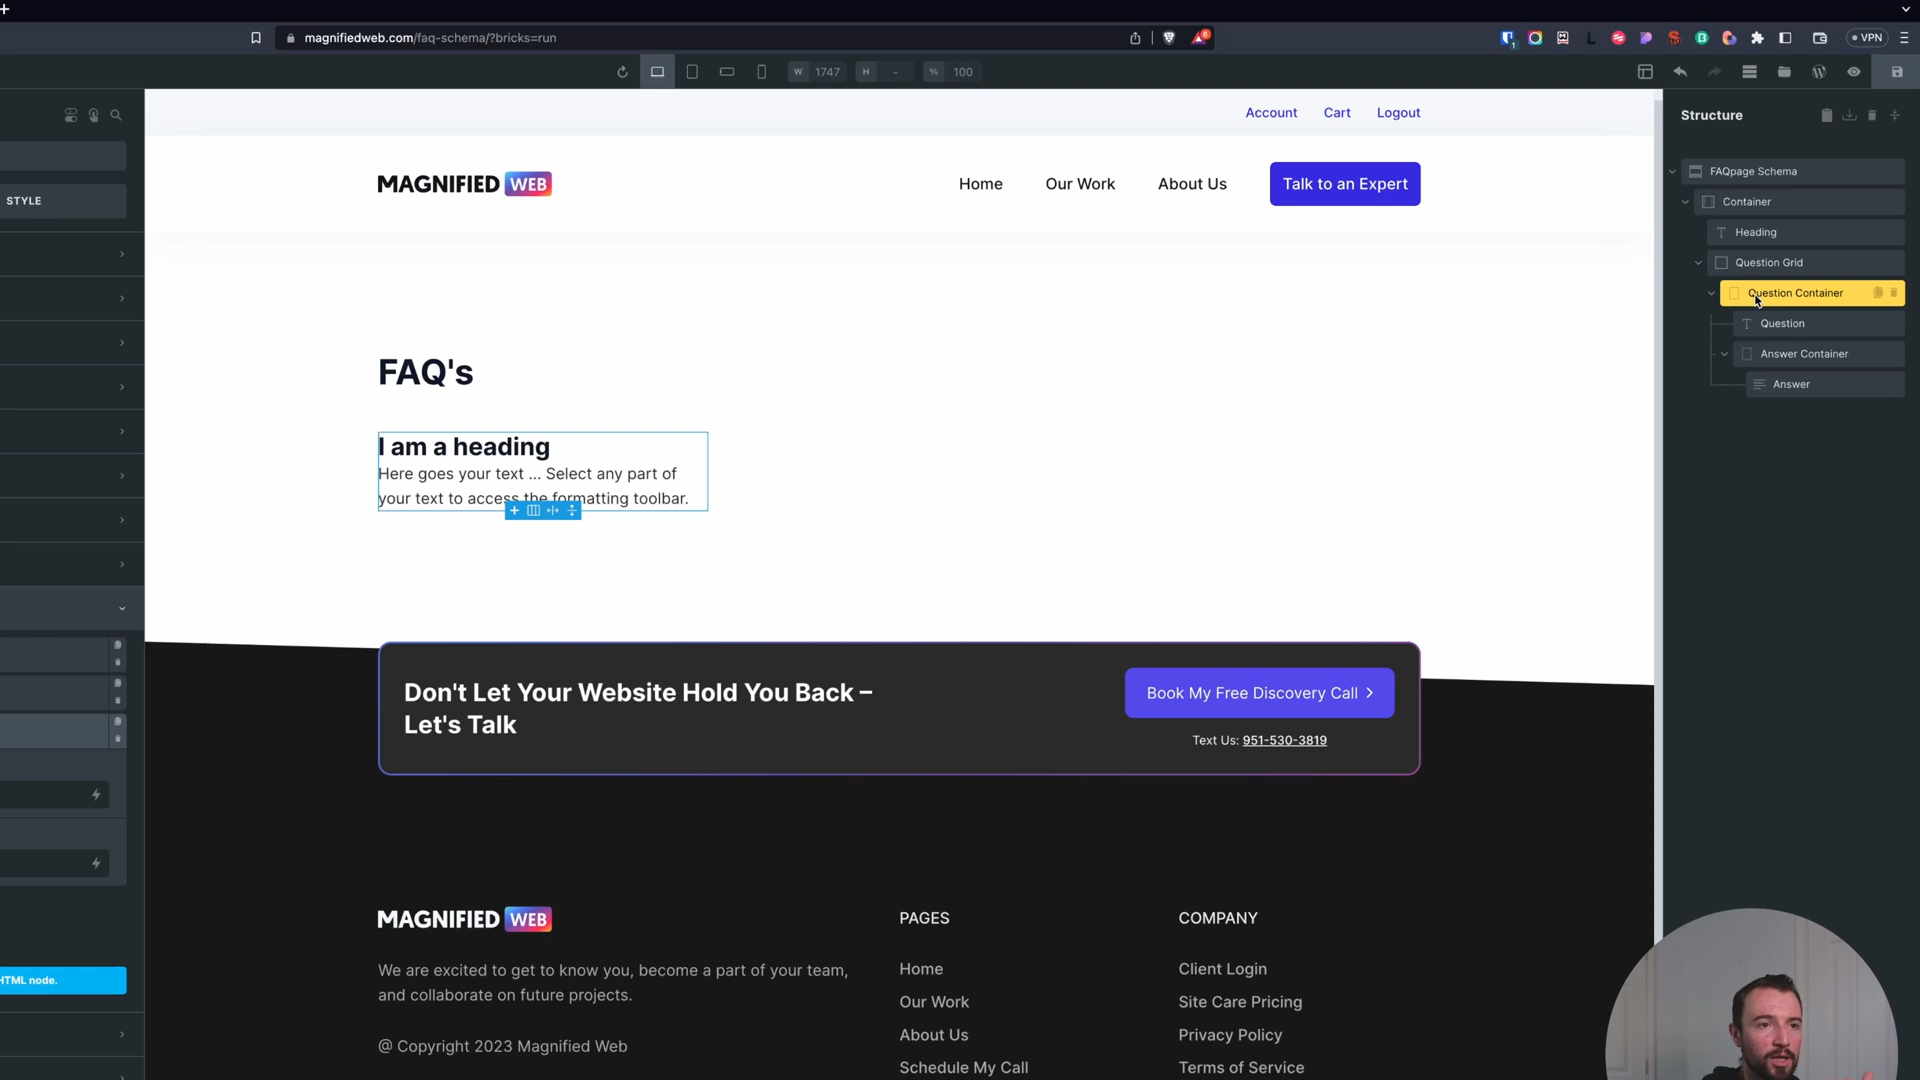 magnifiedweb.com/faq-schema/?bricks=run
6
VPN
1
W 1747
H -
% 100
STYLE
HTML node.
Account
Cart
Logout
MAGNIFIED WEB
Home
Our Work
About Us
Talk to an Expert
FAQ's
I am a heading
Here goes your text ... Select any part of
your text to access the formatting toolbar.
Don't Let Your Website Hold You Back –
Let's Talk
Book My Free Discovery Call
Text Us: 951-530-3819
MAGNIFIED WEB
We are excited to get to know you, become a part of your team,
and collaborate on future projects.
@ Copyright 2023 Magnified Web
PAGES
Home
Our Work
About Us
Schedule My Call
COMPANY
Client Login
Site Care Pricing
Privacy Policy
Terms of Service
Structure
FAQpage Schema
Container
Heading
Question Grid
Question Container
Question
Answer Container
Answer